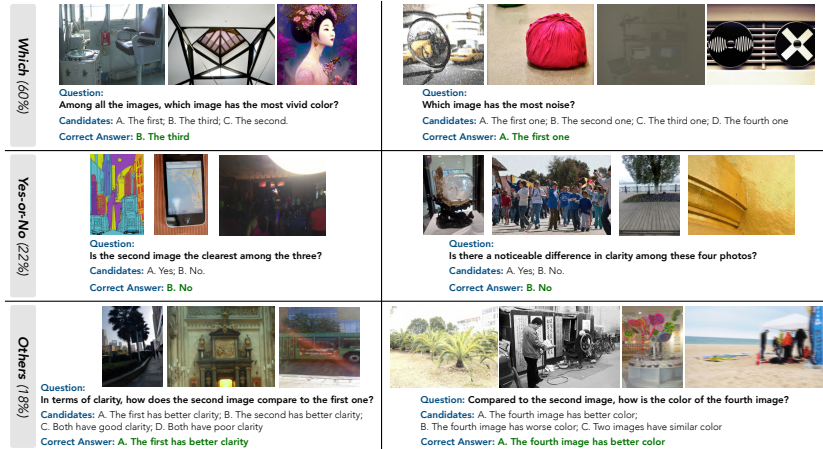 Which (60%)
Question:
Among all the images, which image has the most vivid color?
Candidates: A. The first; B. The third; C. The second.
Correct Answer: B. The third
Question:
Which image has the most noise?
Candidates: A. The first one; B. The second one; C. The third one; D. The fourth one
Correct Answer: A. The first one
Yes-or-No (22%)
Question:
Is the second image the clearest among the three?
Candidates: A. Yes; B. No.
Correct Answer: B. No
Question:
Is there a noticeable difference in clarity among these four photos?
Candidates: A. Yes; B. No.
Correct Answer: B. No
Others (18%)
Question:
In terms of clarity, how does the second image compare to the first one?
Candidates: A. The first has better clarity; B. The second has better clarity;
C. Both have good clarity; D. Both have poor clarity
Correct Answer: A. The first has better clarity
Question: Compared to the second image, how is the color of the fourth image?
Candidates: A. The fourth image has better color;
B. The fourth image has worse color; C. Two images have similar color
Correct Answer: A. The fourth image has better color